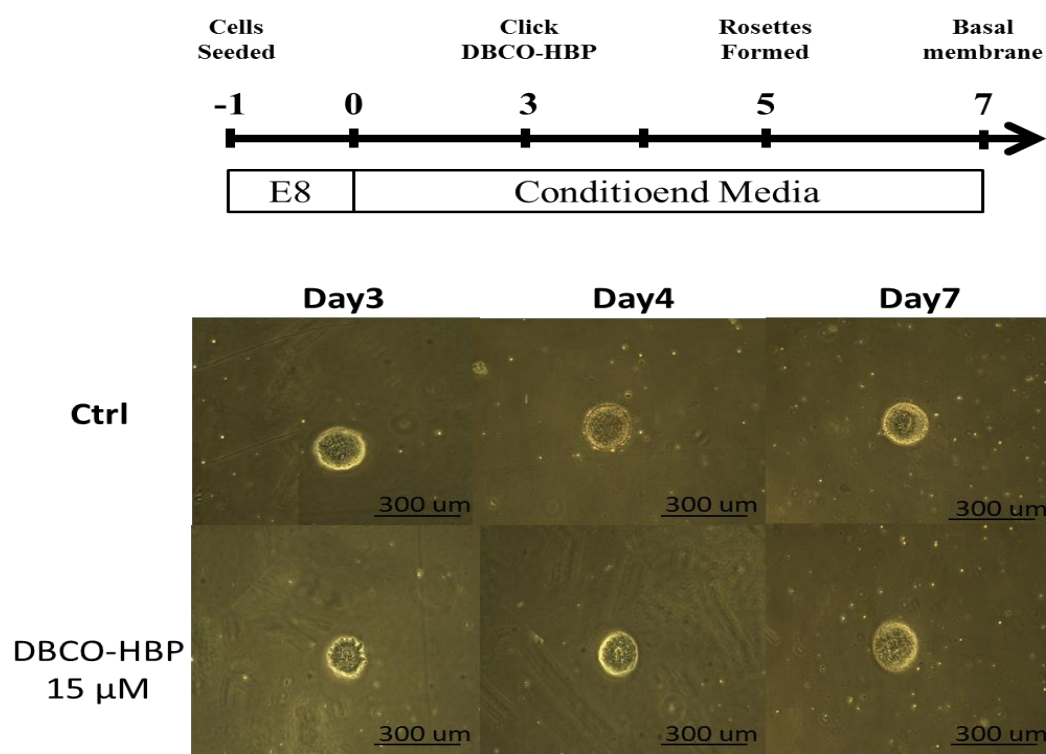 Cells Click Rosettes Basal
Seeded DBCO-HBP Formed membrane
-1 0 3 5 7
E8 Conditioend Media
Day3 Day4 Day7
Ctrl
300 um 300 um 300 um
DBCO-HBP
15 μM
300 um 300 um 300 um